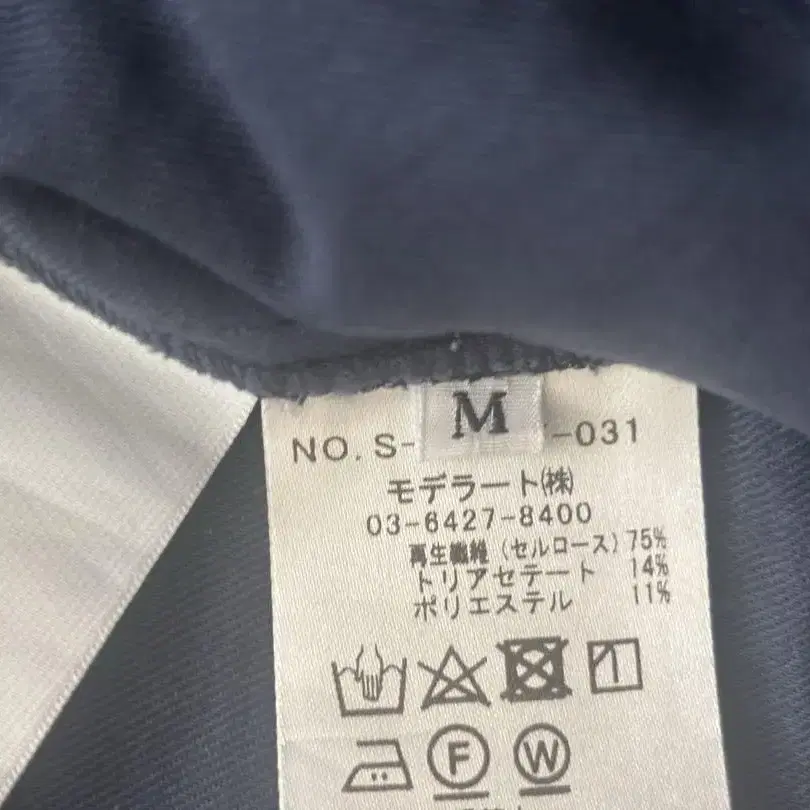 M
NO. S- -031
モデラート(株)
03-6427-8400
再生繊維 (セルロース) 75%
トリアセテート 14%
ポリエステル 11%
F W